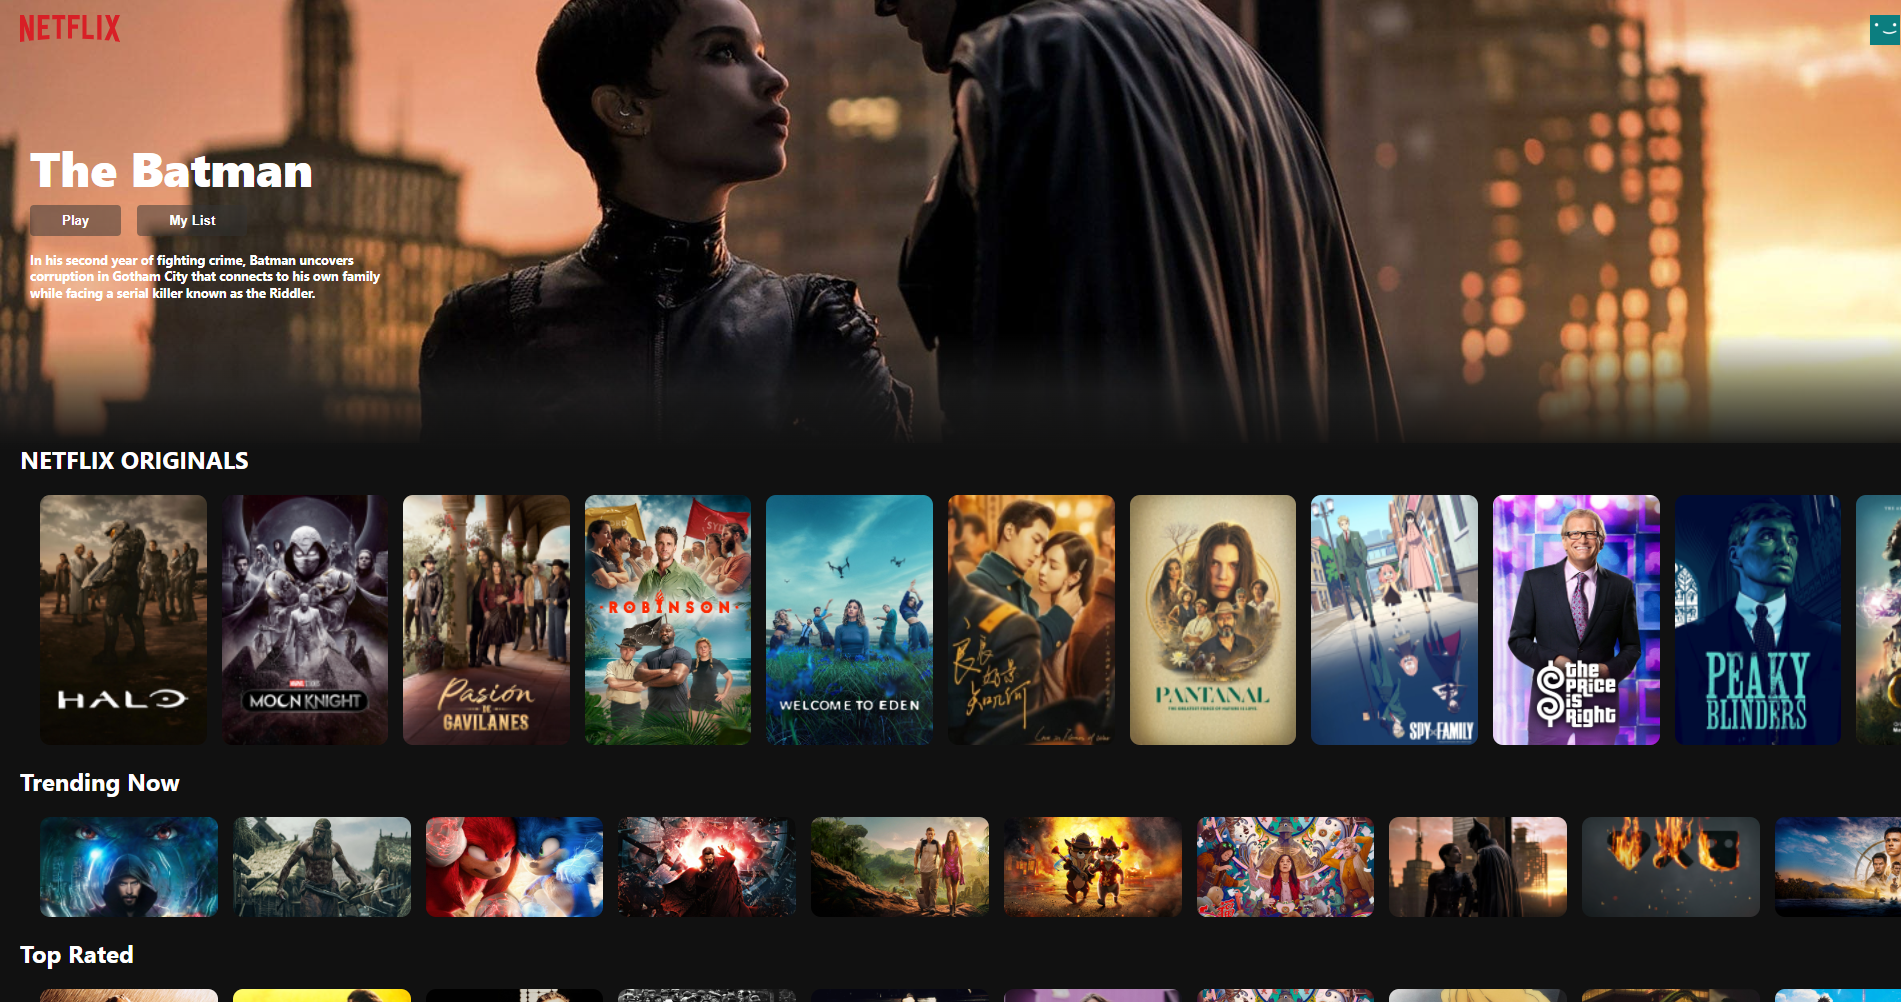 NETFLIX
The Batman
Play
My List
In his second year of fighting crime, Batman uncovers
corruption in Gotham City that connects to his own family
while facing a serial killer known as the Riddler.
NETFLIX ORIGINALS
HALO
MARVEL STUDIOS
MOON KNIGHT
Pasión
DE
GAVILANES
ROBINSON
WELCOME TO EDEN
PANTANAL
SPY×FAMILY
the
PRICE
is
Right
PEAKY
BLINDERS
Trending Now
Top Rated